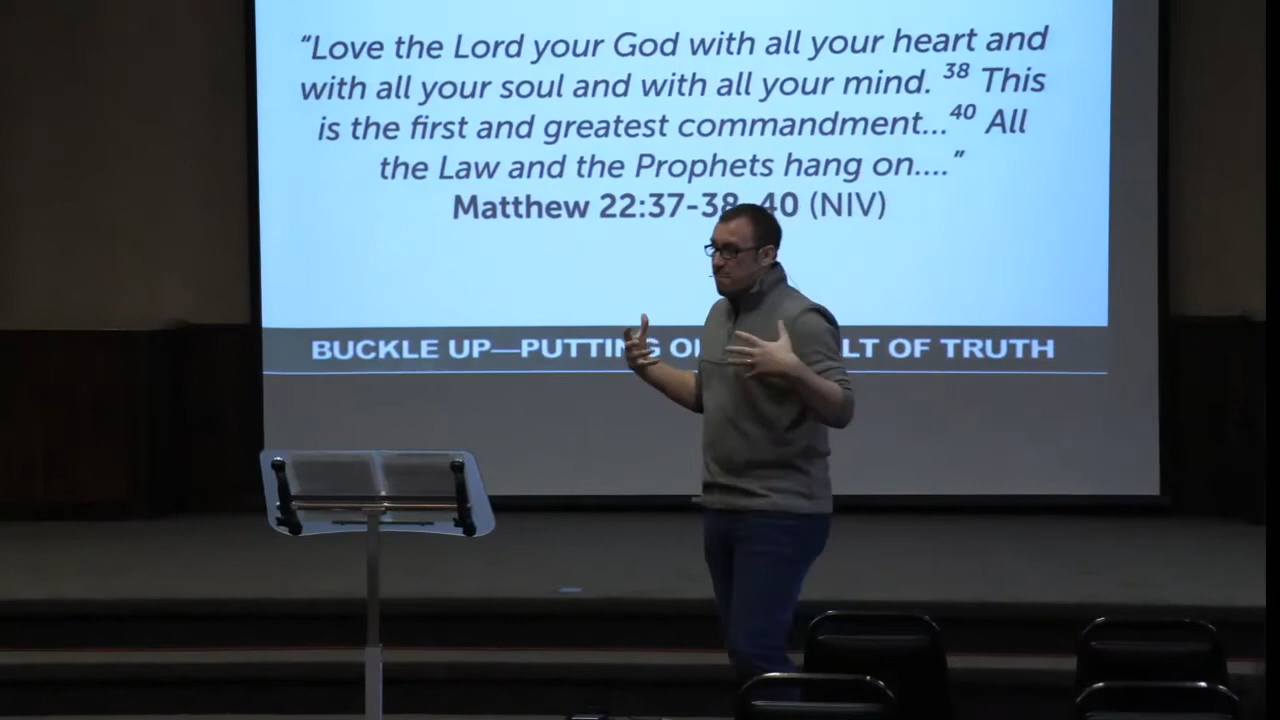 “Love the Lord your God with all your heart and
with all your soul and with all your mind. 38 This
is the first and greatest commandment...40 All
the Law and the Prophets hang on....”
Matthew 22:37-38, 40 (NIV)
BUCKLE UP—PUTTING OF TRUTH